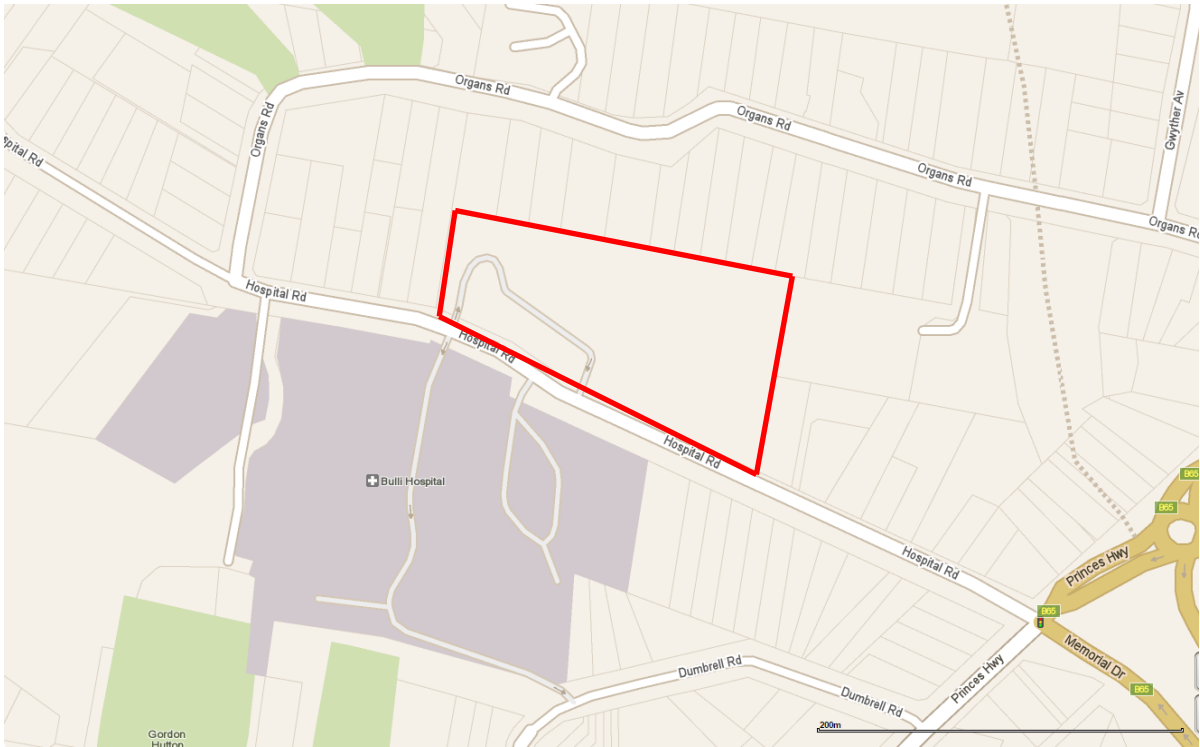 Organs Rd
Organs Rd
Gwyther Av
Organs Rd
spital Rd
Organs Rd
Organs Rd
Hospital Rd
Hospital Rd
Hospital Rd
Bulli Hospital
B65
B65
Hospital Rd
Princes Hwy
B65
Memorial Dr
Dumbrell Rd
Princes Hwy
B65
Dumbrell Rd
200m
Gordon
Hutton